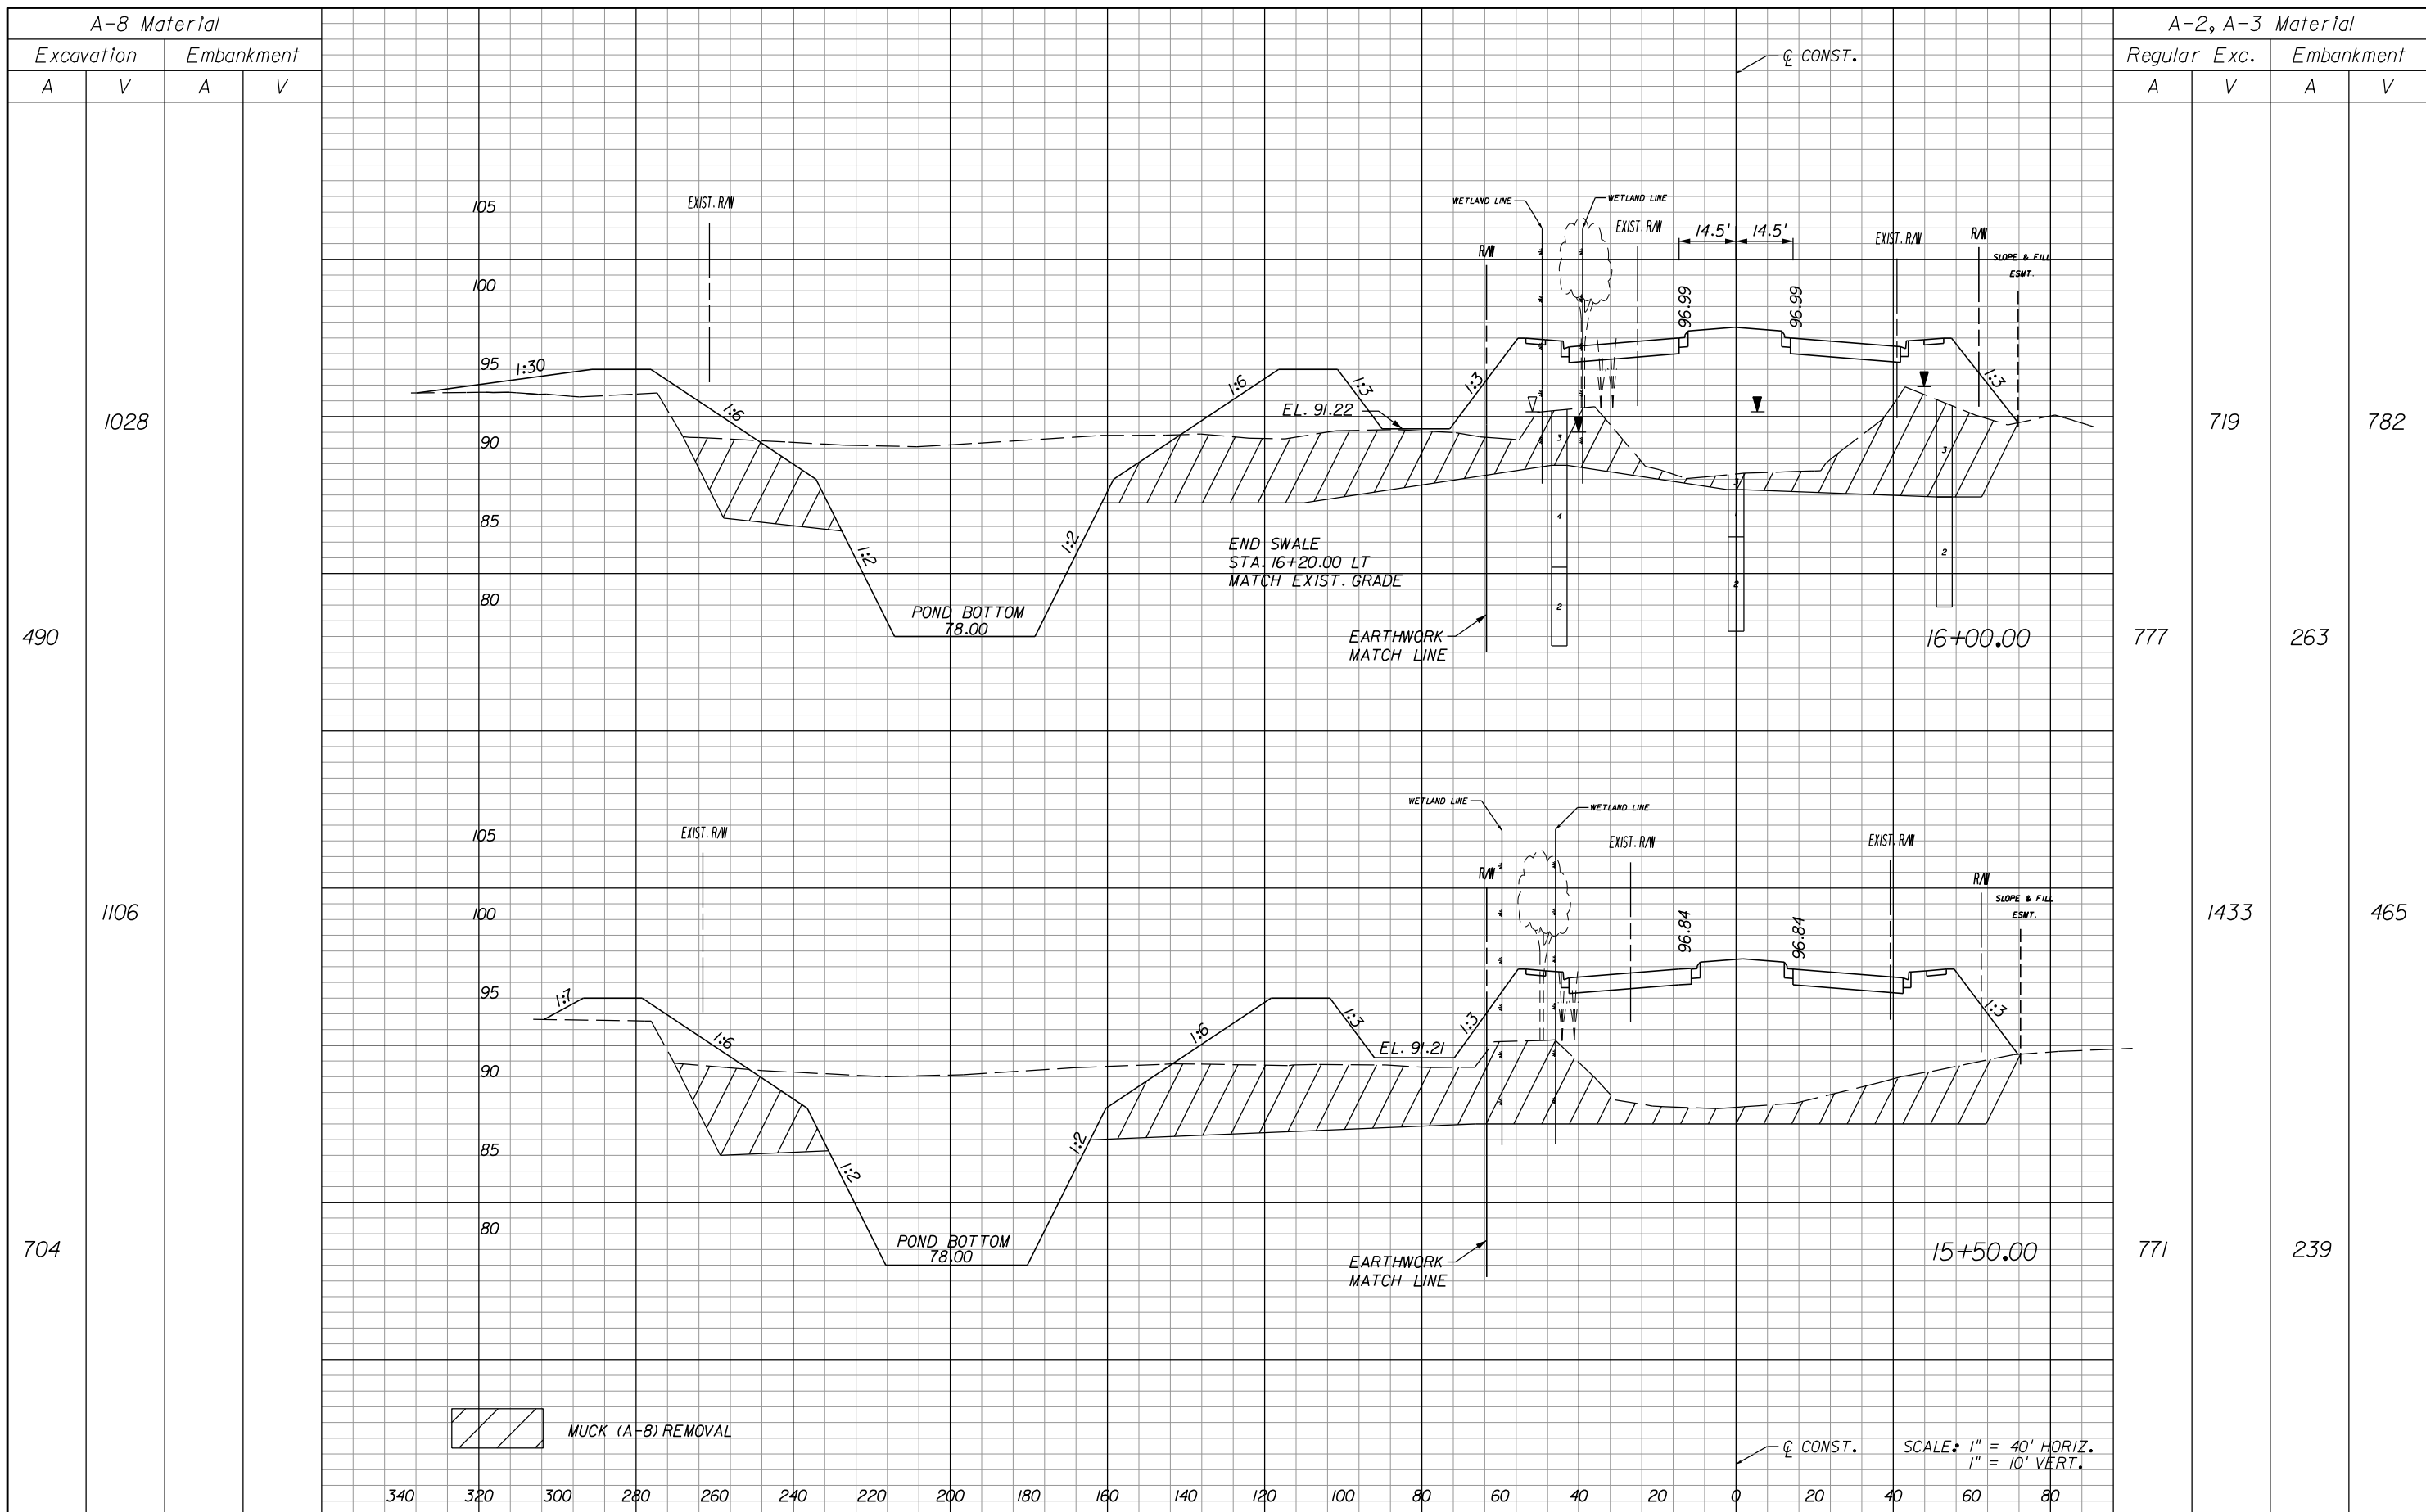 A-8 Material
Excavation Embankment
A V A V
1028
490
1106
704
A-2, A-3 Material
Regular Exc. Embankment
A V A V
719 782
777 263
1433 465
771 239
℄ CONST.
105
100
95
90
85
80
EXIST. R/W
WETLAND LINE
WETLAND LINE
EXIST. R/W
R/W
14.5' 14.5'
EXIST. R/W
R/W
SLOPE & FILL
ESMT.
96.99 96.99
1:30
1:6
1:2
1:2
1:6
1:3
1:3
1:3
EL. 91.22
3
4
2
3
1
2
3
2
END SWALE
STA. 16+20.00 LT
MATCH EXIST. GRADE
POND BOTTOM
78.00
EARTHWORK
MATCH LINE
16+00.00
105
100
95
90
85
80
EXIST. R/W
WETLAND LINE
WETLAND LINE
EXIST. R/W
R/W
EXIST. R/W
R/W
SLOPE & FILL
ESMT.
96.84 96.84
1:7
1:6
1:2
1:2
1:6
1:3
1:3
1:3
EL. 91.21
POND BOTTOM
78.00
EARTHWORK
MATCH LINE
15+50.00
MUCK (A-8) REMOVAL
℄ CONST.
SCALE: 1" = 40' HORIZ.
1" = 10' VERT.
340 320 300 280 260 240 220 200 180 160 140 120 100 80 60 40 20 0 20 40 60 80